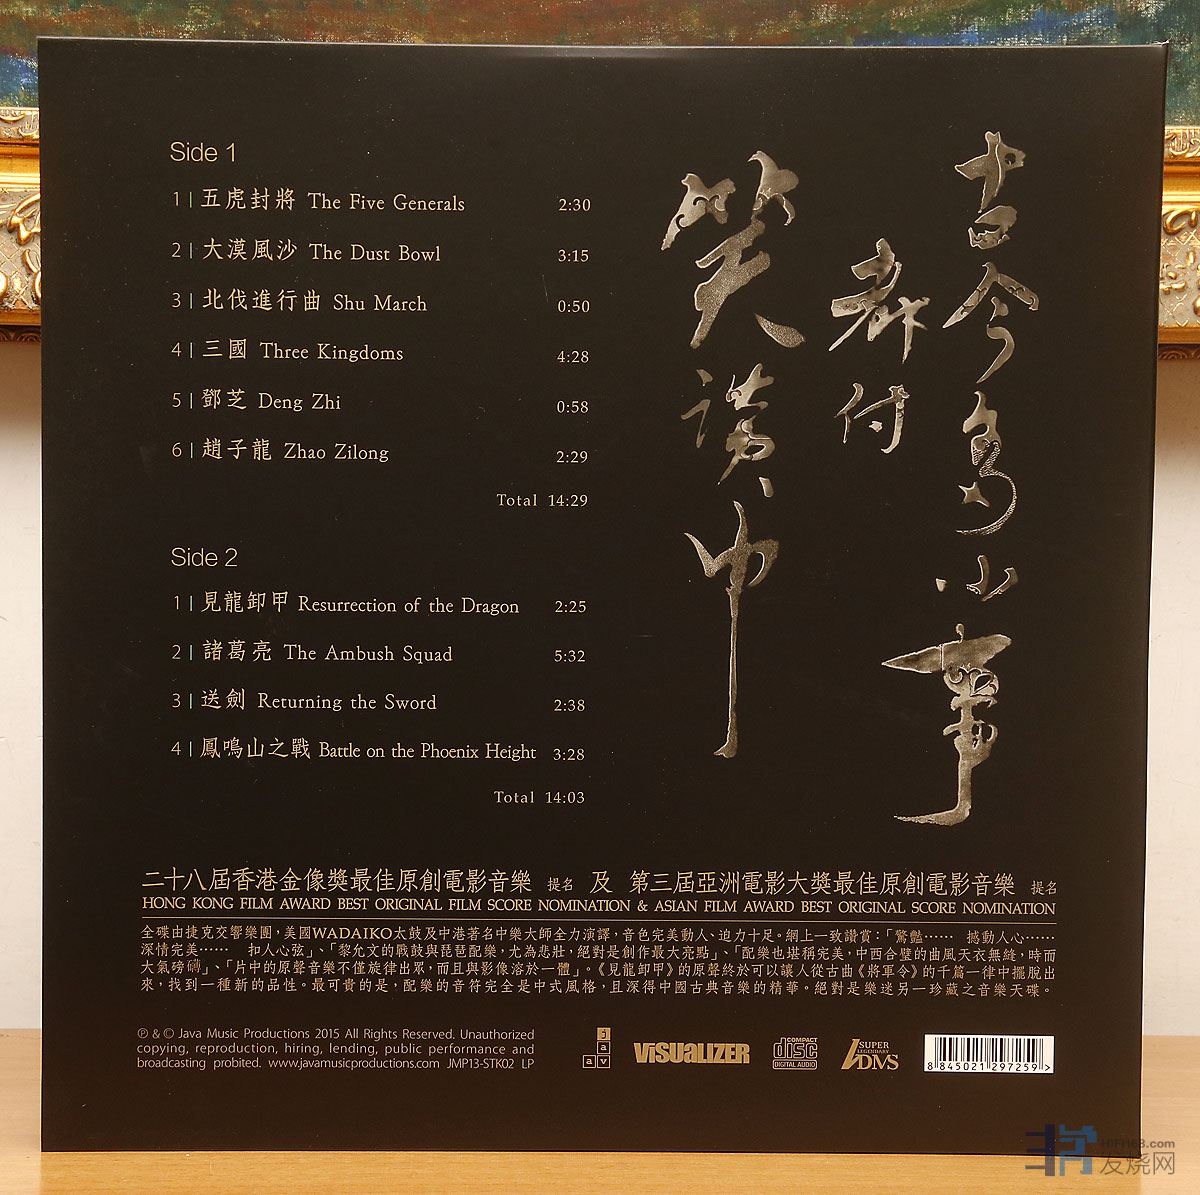 Side 1
1 | 五虎封將 The Five Generals 2:30
2 | 大漠風沙 The Dust Bowl 3:15
3 | 北伐進行曲 Shu March 0:50
4 | 三國 Three Kingdoms 4:28
5 | 鄧芝 Deng Zhi 0:58
6 | 趙子龍 Zhao Zilong 2:29
Total 14:29
Side 2
1 | 見龍卸甲 Resurrection of the Dragon 2:25
2 | 諸葛亮 The Ambush Squad 5:32
3 | 送劍 Returning the Sword 2:38
4 | 鳳鳴山之戰 Battle on the Phoenix Height 3:28
Total 14:03
古今多少事
都付
笑談中
二十八屆香港金像獎最佳原創電影音樂 提名 及 第三屆亞洲電影大獎最佳原創電影音樂 提名
HONG KONG FILM AWARD BEST ORIGINAL FILM SCORE NOMINATION & ASIAN FILM AWARD BEST ORIGINAL SCORE NOMINATION
全碟由捷克交響樂團，美國WADAIKO太鼓及中港著名中樂大師全力演譯，音色完美動人、迫力十足。網上一致讚賞：「驚豔…… 撼動人心……
深情完美…… 扣人心弦」、「黎允文的戰鼓與琵琶配樂，尤為悲壯，絕對是創作最大亮點」、「配樂也堪稱完美，中西合璧的曲風天衣無縫，時而
大氣磅礴」、「片中的原聲音樂不僅旋律出眾，而且與影像溶於一體」。《見龍卸甲》的原聲終於可以讓人從古曲《將軍令》的千篇一律中擺脫出
來，找到一種新的品性。最可貴的是，配樂的音符完全是中式風格，且深得中國古典音樂的精華。絕對是樂迷另一珍藏之音樂天碟。
℗ & © Java Music Productions 2015 All Rights Reserved. Unauthorized
copying, reproduction, hiring, lending, public performance and
broadcasting probited. www.javamusicproductions.com JMP13-STK02 LP
j
a
a v
ViSUALiZER
COMPACT
disc
DIGITAL AUDIO
SUPER
LEGENDARY
DMS
8 845021 297259 >
HIFI168.com
发烧网